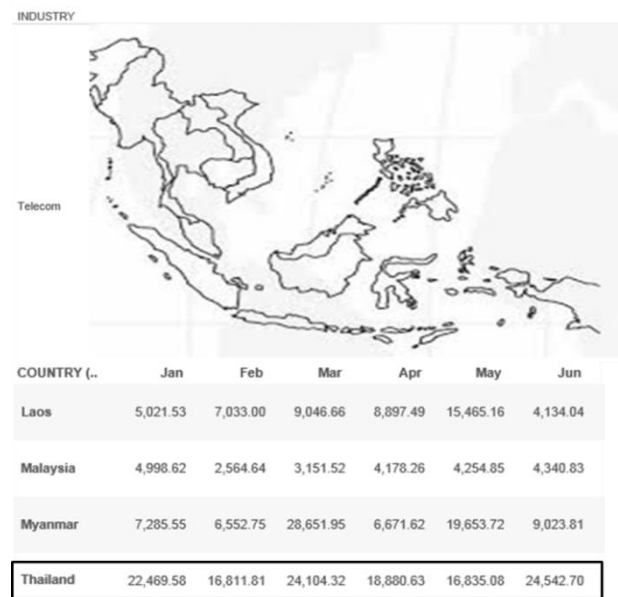 INDUSTRY
Telecom
COUNTRY (.. Jan Feb Mar Apr May Jun
Laos 5,021.53 7,033.00 9,046.66 8,897.49 15,465.16 4,134.04
Malaysia 4,998.62 2,564.64 3,151.52 4,178.26 4,254.85 4,340.83
Myanmar 7,285.55 6,552.75 28,651.95 6,671.62 19,653.72 9,023.81
Thailand 22,469.58 16,811.81 24,104.32 18,880.63 16,835.08 24,542.70